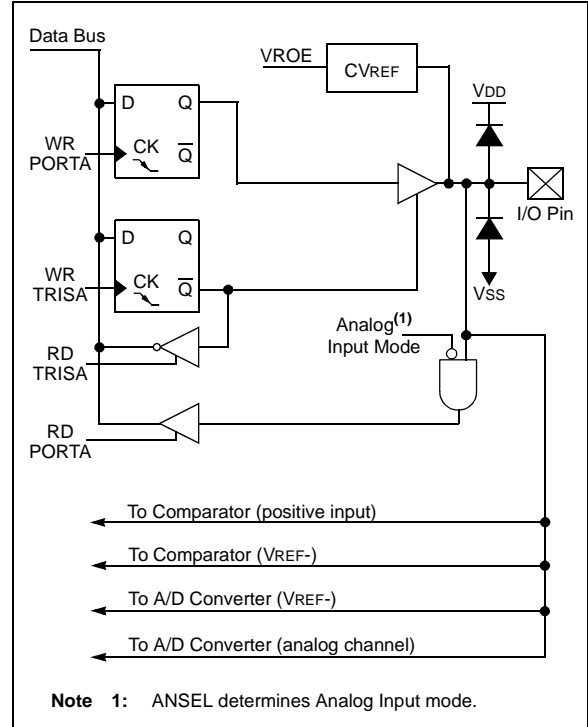 Data Bus
VROE
CVREF
VDD
D Q
WR
PORTA
CK
Q
I/O Pin
D Q
WR
TRISA
CK
Q
VSS
Analog(1)
Input Mode
RD
TRISA
RD
PORTA
To Comparator (positive input)
To Comparator (VREF-)
To A/D Converter (VREF-)
To A/D Converter (analog channel)
Note 1: ANSEL determines Analog Input mode.